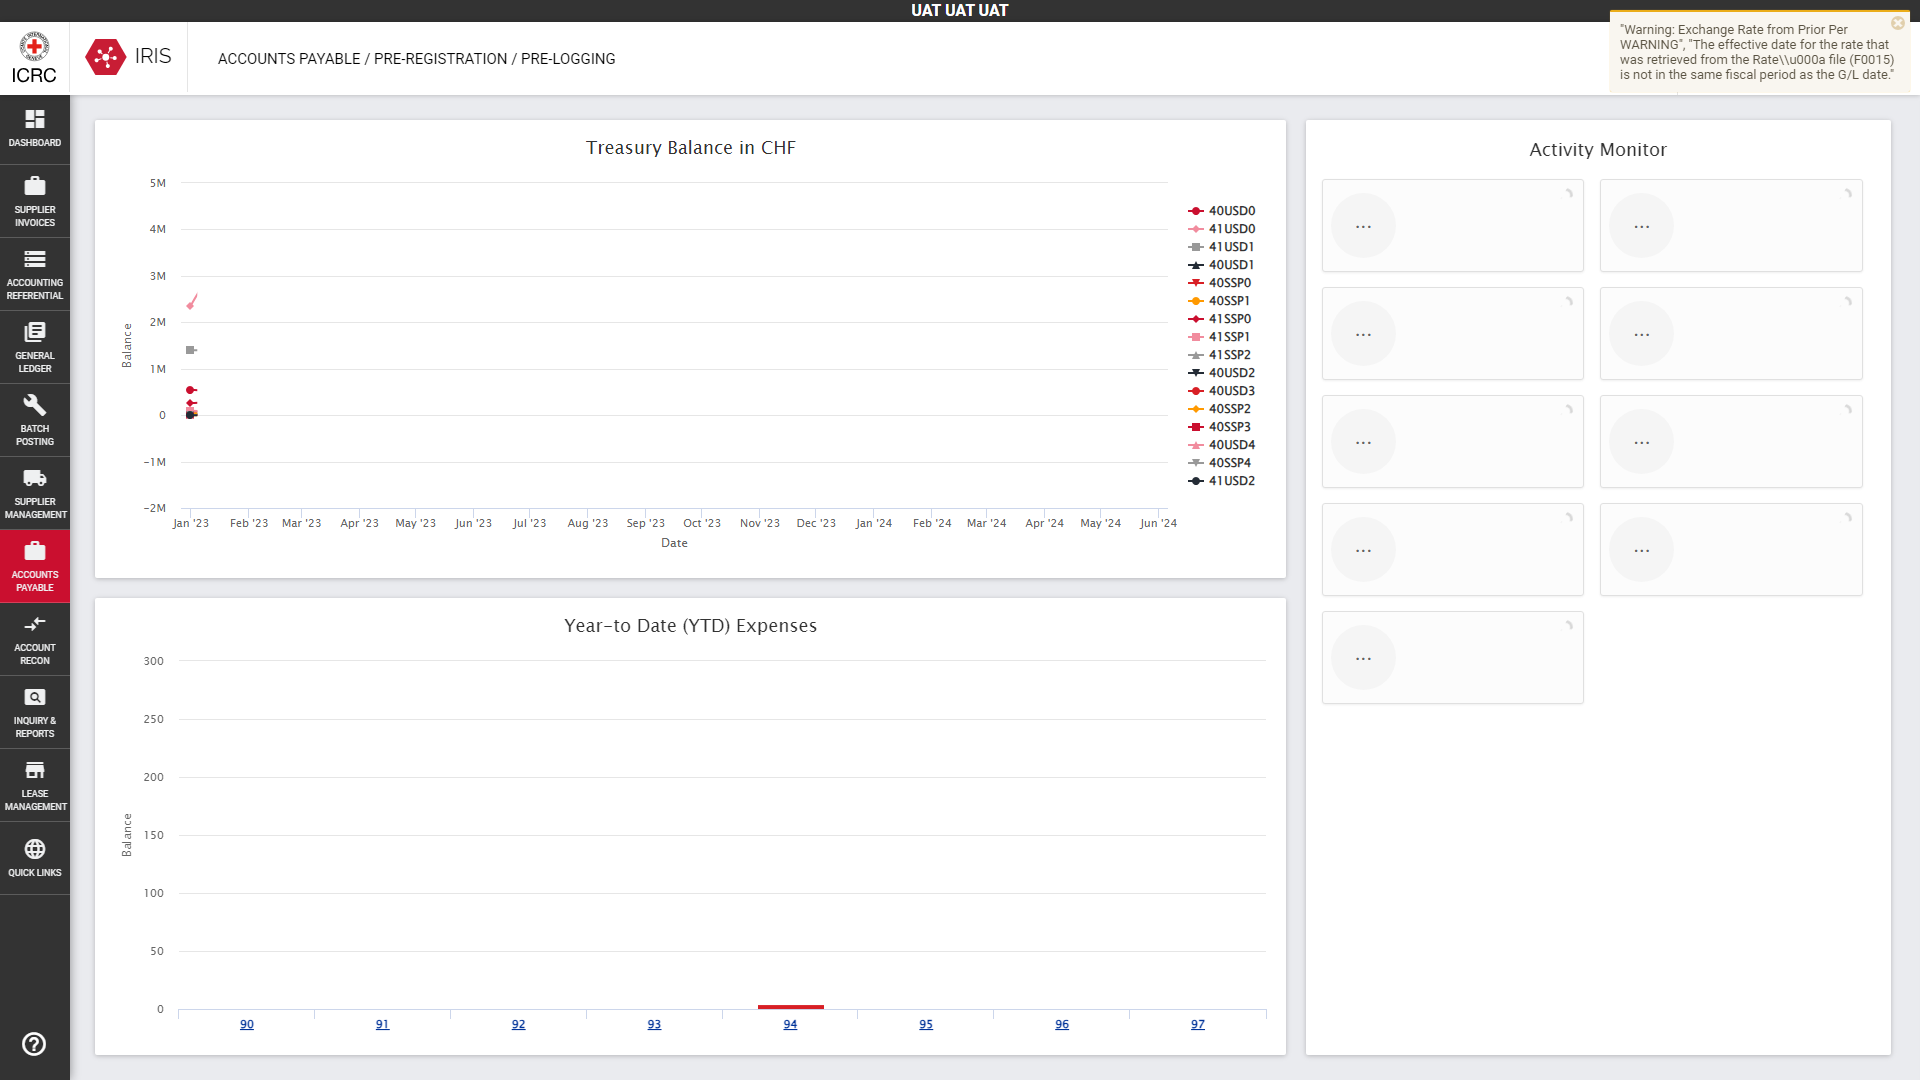 UAT UAT UAT
ICRC
IRIS
ACCOUNTS PAYABLE / PRE-REGISTRATION / PRE-LOGGING
"Warning: Exchange Rate from Prior Per
WARNING", "The effective date for the rate that
was retrieved from the Rate\\u000a file (F0015)
is not in the same fiscal period as the G/L date."
DASHBOARD
SUPPLIER
INVOICES
ACCOUNTING
REFERENTIAL
GENERAL
LEDGER
BATCH
POSTING
SUPPLIER
MANAGEMENT
ACCOUNTS
PAYABLE
ACCOUNT
RECON
INQUIRY &
REPORTS
LEASE
MANAGEMENT
QUICK LINKS
Treasury Balance in CHF
Balance
5M
4M
3M
2M
1M
0
-1M
-2M
Jan '23 Feb '23 Mar '23 Apr '23 May '23 Jun '23 Jul '23 Aug '23 Sep '23 Oct '23 Nov '23 Dec '23 Jan '24 Feb '24 Mar '24 Apr '24 May '24 Jun '24
Date
40USD0
41USD0
41USD1
40USD1
40SSP0
40SSP1
41SSP0
41SSP1
41SSP2
40USD2
40USD3
40SSP2
40SSP3
40USD4
40SSP4
41USD2
Year-to Date (YTD) Expenses
Balance
300
250
200
150
100
50
0
90 91 92 93 94 95 96 97
Activity Monitor
... ...
... ...
... ...
... ...
...